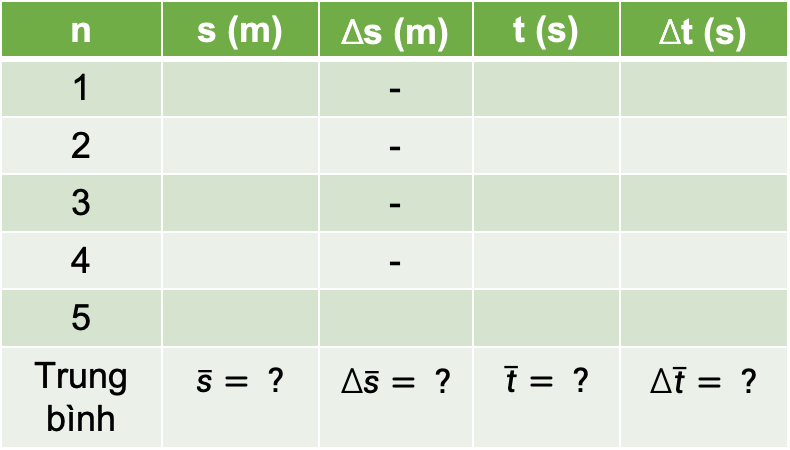 n s (m) Δs (m) t (s) Δt (s)
1 -
2 -
3 -
4 -
5
Trung bình s̄ = ? Δs̄ = ? t̄ = ? Δt̄ = ?